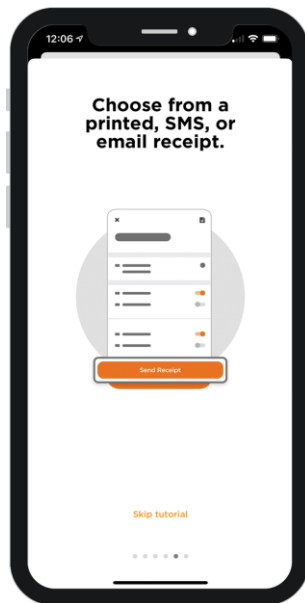 12:06
Choose from a
printed, SMS, or
email receipt.
Send Receipt
Skip tutorial